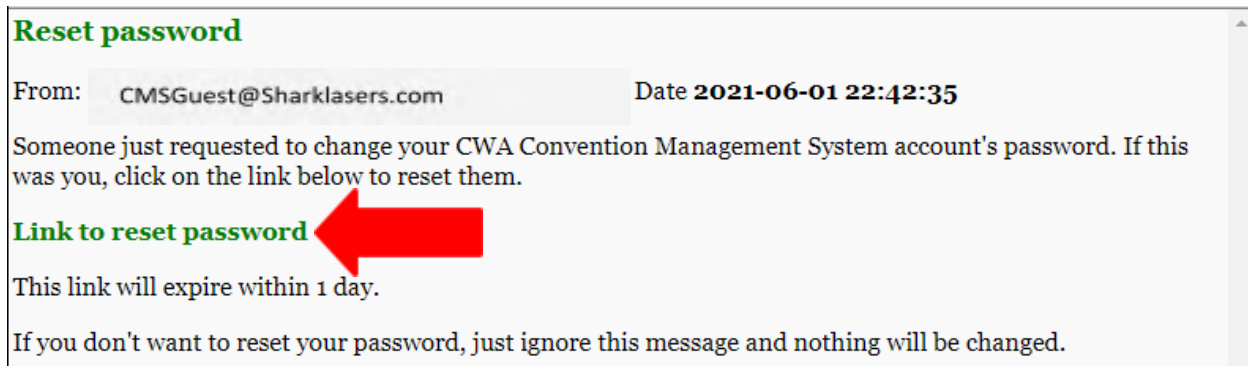 Reset password
From: CMSGuest@Sharklasers.com Date 2021-06-01 22:42:35
Someone just requested to change your CWA Convention Management System account's password. If this
was you, click on the link below to reset them.
Link to reset password
This link will expire within 1 day.
If you don't want to reset your password, just ignore this message and nothing will be changed.